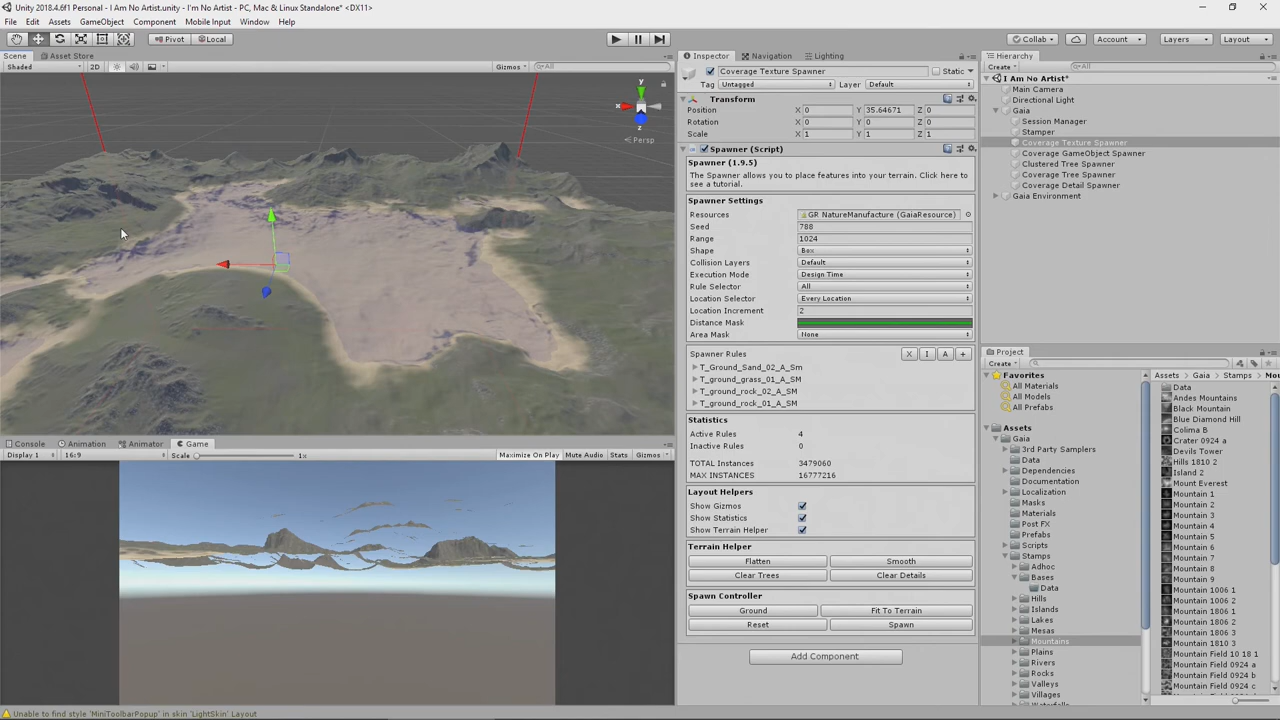 Unity 2018.4.6f1 Personal - I Am No Artist.unity - I'm No Artist - PC, Mac & Linux Standalone* <DX11>
File Edit Assets GameObject Component Mobile Input Window Help
Pivot Local Collab Account Layers Layout
Scene Asset Store
Shaded 2D Gizmos All
y
x
z
Persp
Console Animation Animator Game
Display 1 16:9 Scale 1x Maximize On Play Mute Audio Stats Gizmos
Unable to find style 'MiniToolbarPopup' in skin 'LightSkin' Layout
Inspector Navigation Lighting
Coverage Texture Spawner Static
Tag Untagged Layer Default
Transform
Position X 0 Y 35.64671 Z 0
Rotation X 0 Y 0 Z 0
Scale X 1 Y 1 Z 1
Spawner (Script)
Spawner (1.9.5)
The Spawner allows you to place features into your terrain. Click here to
see a tutorial.
Spawner Settings
Resources GR NatureManufacture (GaiaResource)
Seed 788
Range 1024
Shape Box
Collision Layers Default
Execution Mode Design Time
Rule Selector All
Location Selector Every Location
Location Increment 2
Distance Mask
Area Mask None
Spawner Rules X I A +
T_Ground_Sand_02_A_Sm
T_ground_grass_01_A_SM
T_ground_rock_02_A_SM
T_ground_rock_01_A_SM
Statistics
Active Rules 4
Inactive Rules 0
TOTAL Instances 3479060
MAX INSTANCES 16777216
Layout Helpers
Show Gizmos
Show Statistics
Show Terrain Helper
Terrain Helper
Flatten Smooth
Clear Trees Clear Details
Spawn Controller
Ground Fit To Terrain
Reset Spawn
Add Component
Hierarchy
Create All
I Am No Artist*
Main Camera
Directional Light
Gaia
Session Manager
Stamper
Coverage Texture Spawner
Coverage GameObject Spawner
Clustered Tree Spawner
Coverage Tree Spawner
Coverage Detail Spawner
Gaia Environment
Project
Create
Favorites
All Materials
All Models
All Prefabs
Assets
Gaia
3rd Party Samplers
Data
Dependencies
Documentation
Localization
Masks
Materials
Post FX
Prefabs
Scripts
Stamps
Adhoc
Bases
Data
Hills
Islands
Lakes
Mesas
Mountains
Plains
Rivers
Rocks
Valleys
Villages
Assets Gaia Stamps Mou
Data
Andes Mountains
Black Mountain
Blue Diamond Hill
Colima B
Crater 0924 a
Devils Tower
Hills 1810 2
Island 2
Mount Everest
Mountain 1
Mountain 2
Mountain 3
Mountain 4
Mountain 5
Mountain 6
Mountain 7
Mountain 8
Mountain 9
Mountain 1006 1
Mountain 1006 2
Mountain 1806 1
Mountain 1806 2
Mountain 1806 3
Mountain 1810 3
Mountain Field 10 18 1
Mountain Field 0924 a
Mountain Field 0924 b
Mountain Field 0924 c